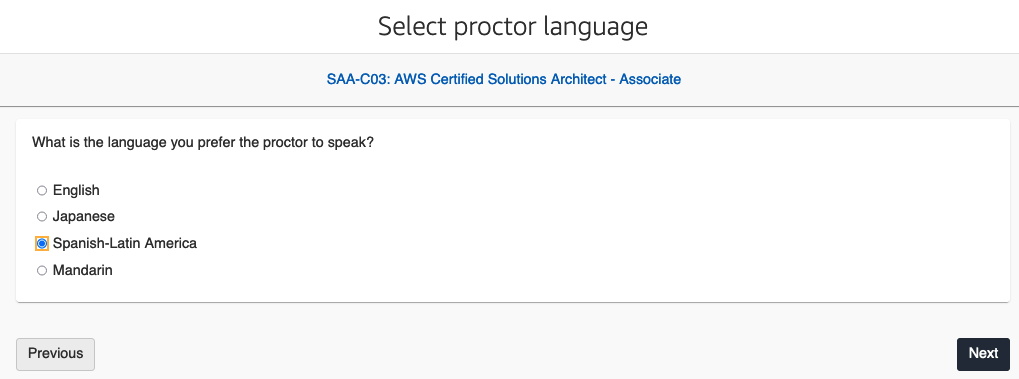 Select proctor language
SAA-C03: AWS Certified Solutions Architect - Associate
What is the language you prefer the proctor to speak?
English
Japanese
Spanish-Latin America
Mandarin
Previous
Next